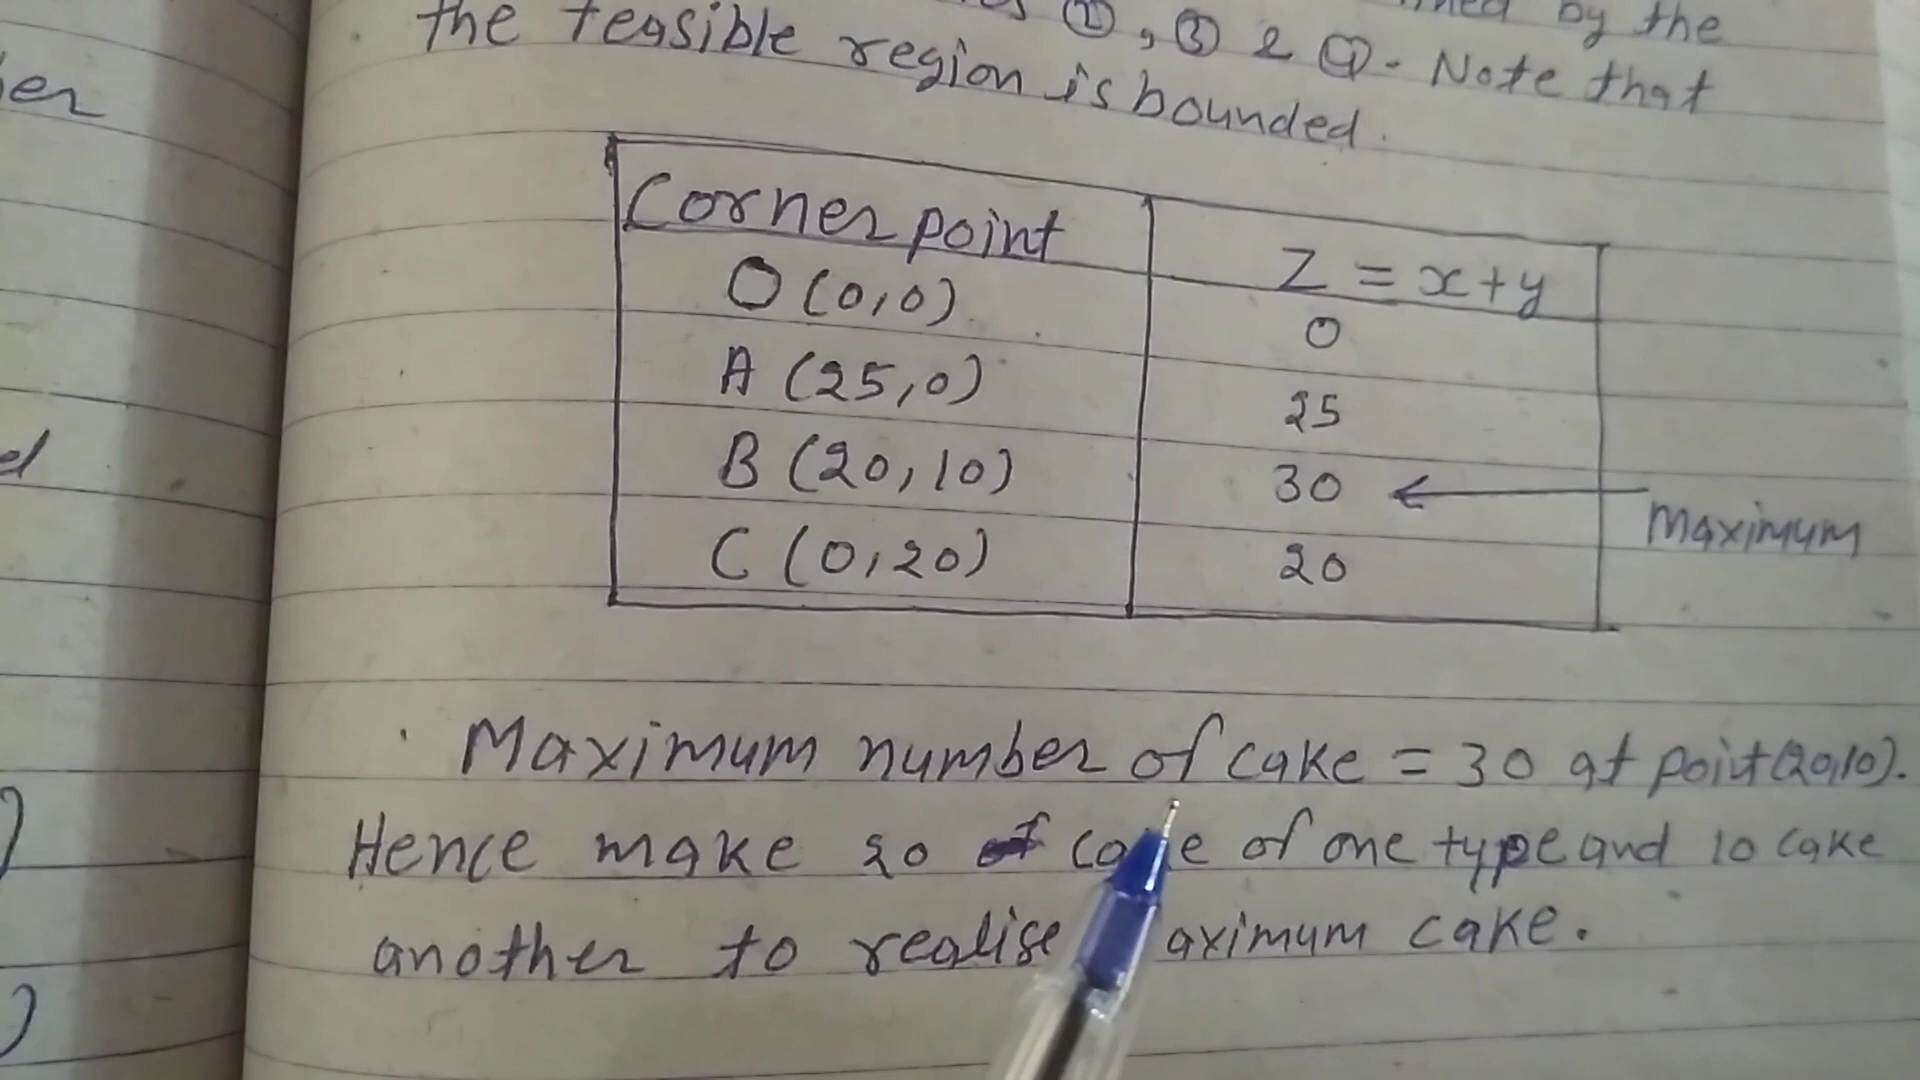 by the
the feasible region is bounded.
②, ③ & ④. Note that
Corner point
Z = x+y
O (0,0)
0
A (25,0)
25
B (20,10)
30
Maximum
C (0,20)
20
Maximum number of cake = 30 at point (20,10).
Hence make 20 cake of one type and 10 cake
another to realise aximum cake.